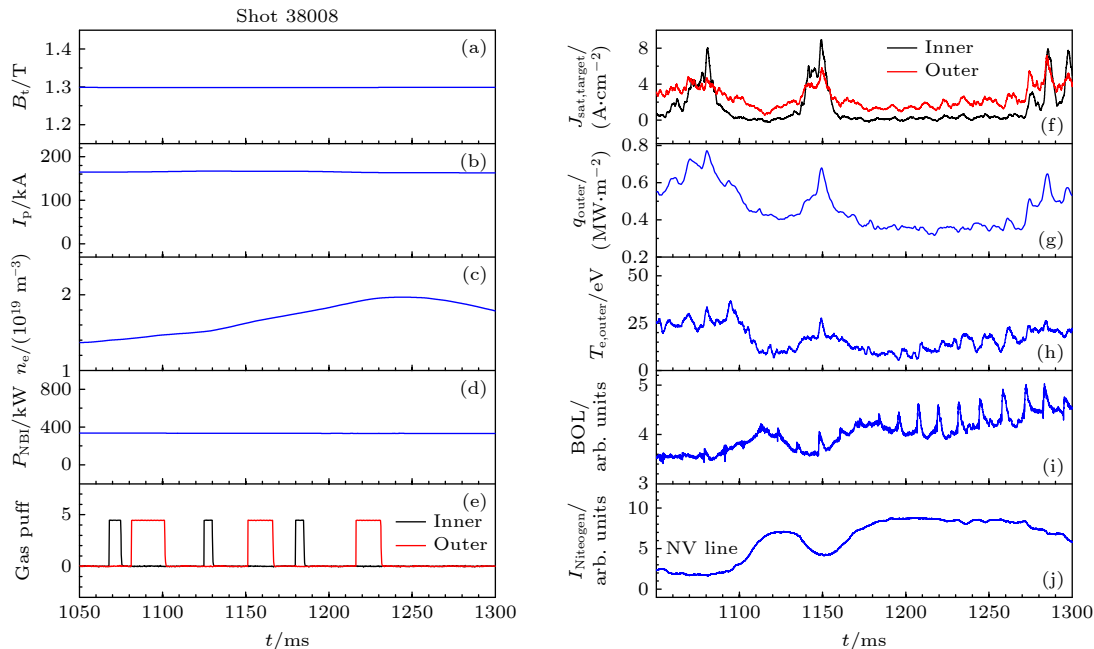 Shot 38008
(a)
1.4
1.3
1.2
B_t/T
(b)
200
100
0
I_p/kA
(c)
2
1
n_e/(10^19 m^−3)
(d)
800
400
0
P_NBI/kW
(e)
5
0
Gas puff
Inner
Outer
1050 1100 1150 1200 1250 1300
t/ms
8
4
0
J_sat,target/
(A·cm^−2)
Inner
Outer
(f)
0.8
0.6
0.4
0.2
q_outer/
(MW·m^−2)
(g)
50
25
0
T_e,outer/eV
(h)
5
4
3
BOL/
arb. units
(i)
10
5
0
I_Niteogen/
arb. units
NV line
(j)
1100 1150 1200 1250 1300
t/ms